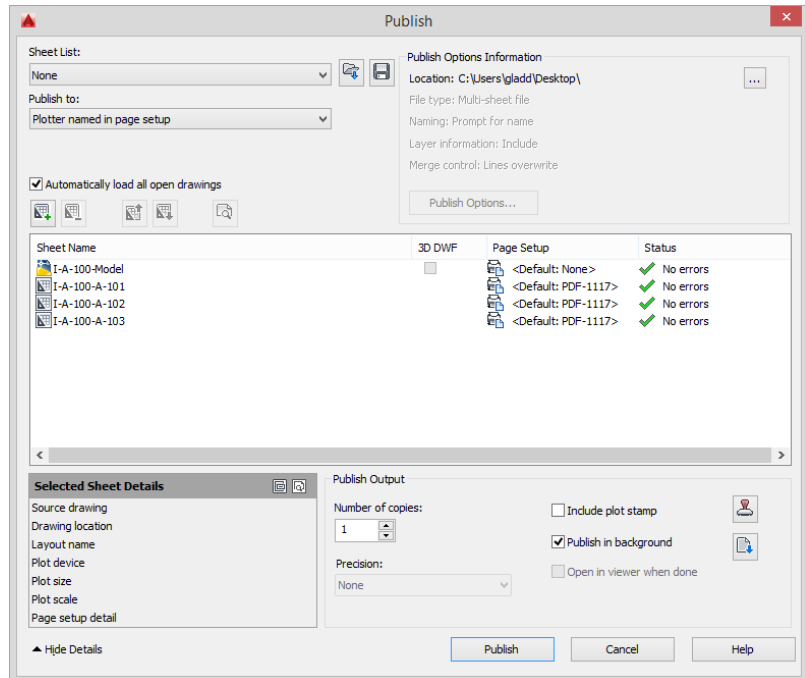 Publish
Sheet List:
None
Publish to:
Plotter named in page setup
Automatically load all open drawings
Publish Options Information
Location: C:\Users\gladd\Desktop\
...
File type: Multi-sheet file
Naming: Prompt for name
Layer information: Include
Merge control: Lines overwrite
Publish Options...
Sheet Name 3D DWF Page Setup Status
I-A-100-Model <Default: None> No errors
I-A-100-A-101 <Default: PDF-1117> No errors
I-A-100-A-102 <Default: PDF-1117> No errors
I-A-100-A-103 <Default: PDF-1117> No errors
Selected Sheet Details
Source drawing
Drawing location
Layout name
Plot device
Plot size
Plot scale
Page setup detail
Publish Output
Number of copies:
1
Precision:
None
Include plot stamp
Publish in background
Open in viewer when done
Hide Details
Publish Cancel Help